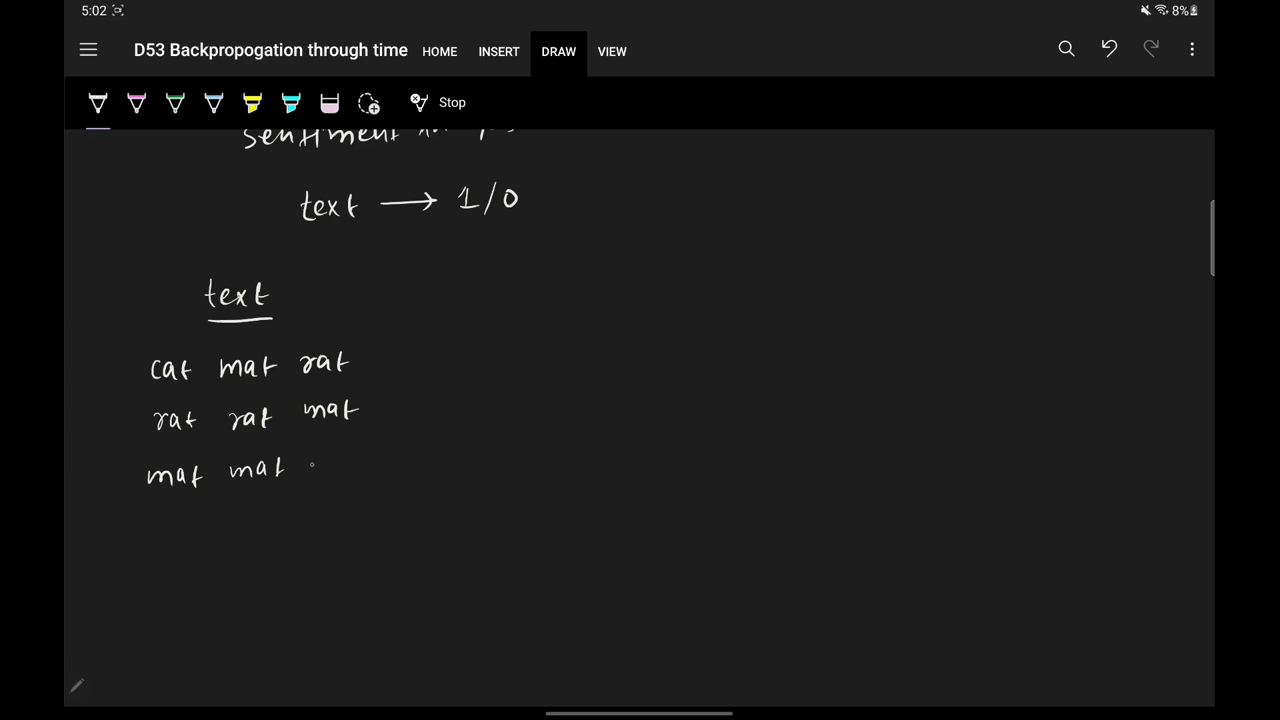 5:02 8%
D53 Backpropogation through time HOME INSERT DRAW VIEW
Stop
sentiment
text → 1/0
text
cat mat rat
rat rat mat
mat mat